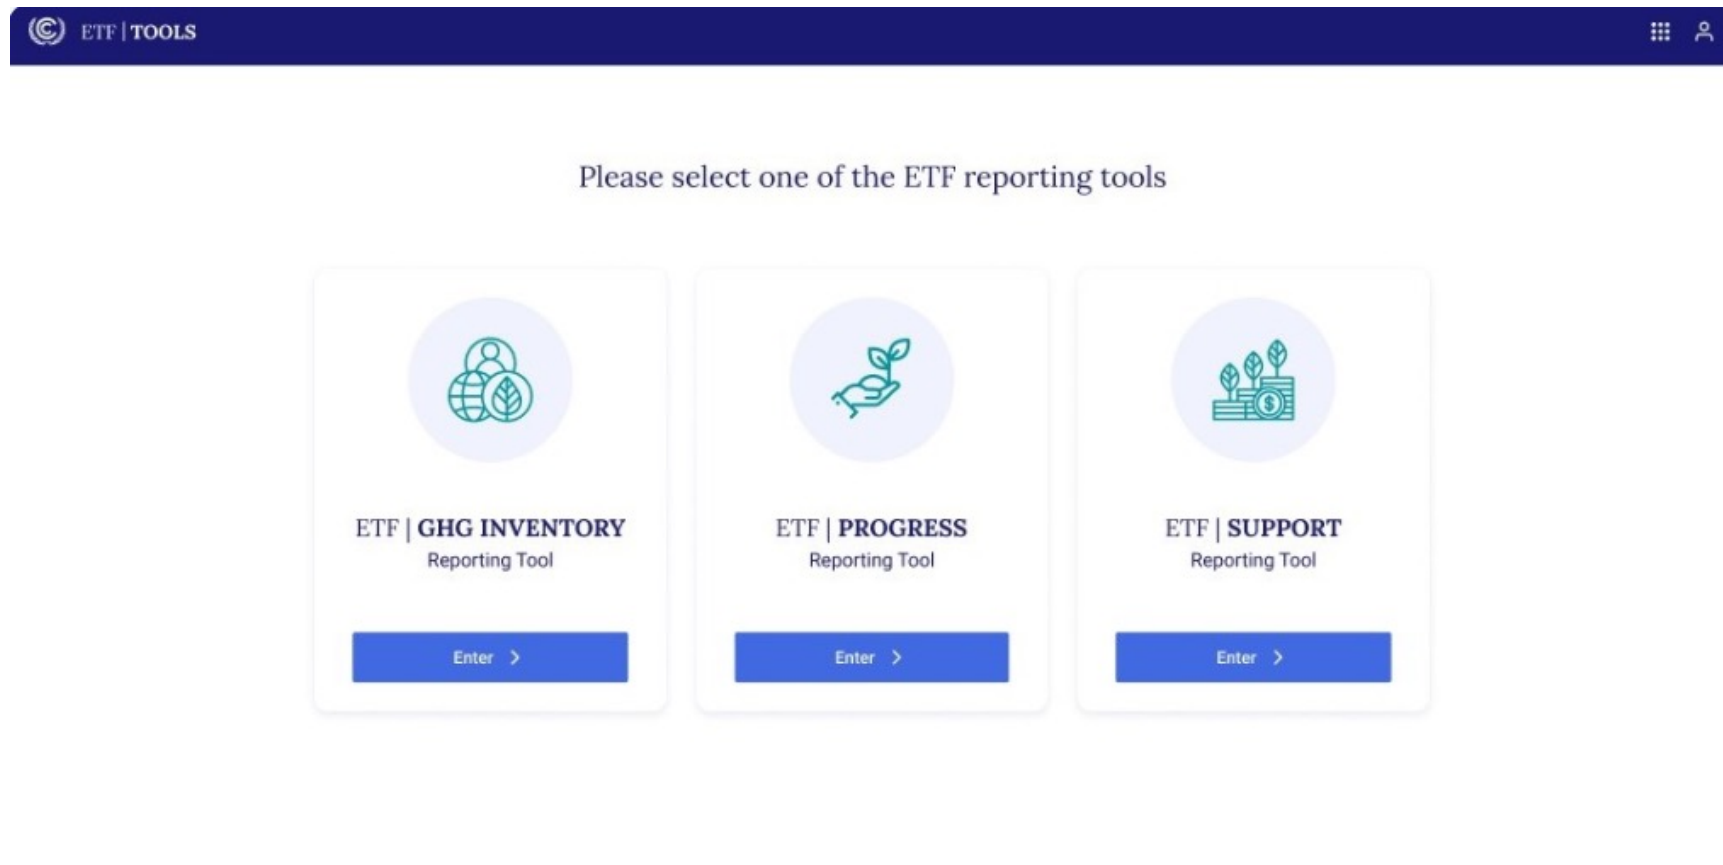 ETF | TOOLS
Please select one of the ETF reporting tools
ETF | GHG INVENTORY
Reporting Tool
Enter >
ETF | PROGRESS
Reporting Tool
Enter >
ETF | SUPPORT
Reporting Tool
Enter >